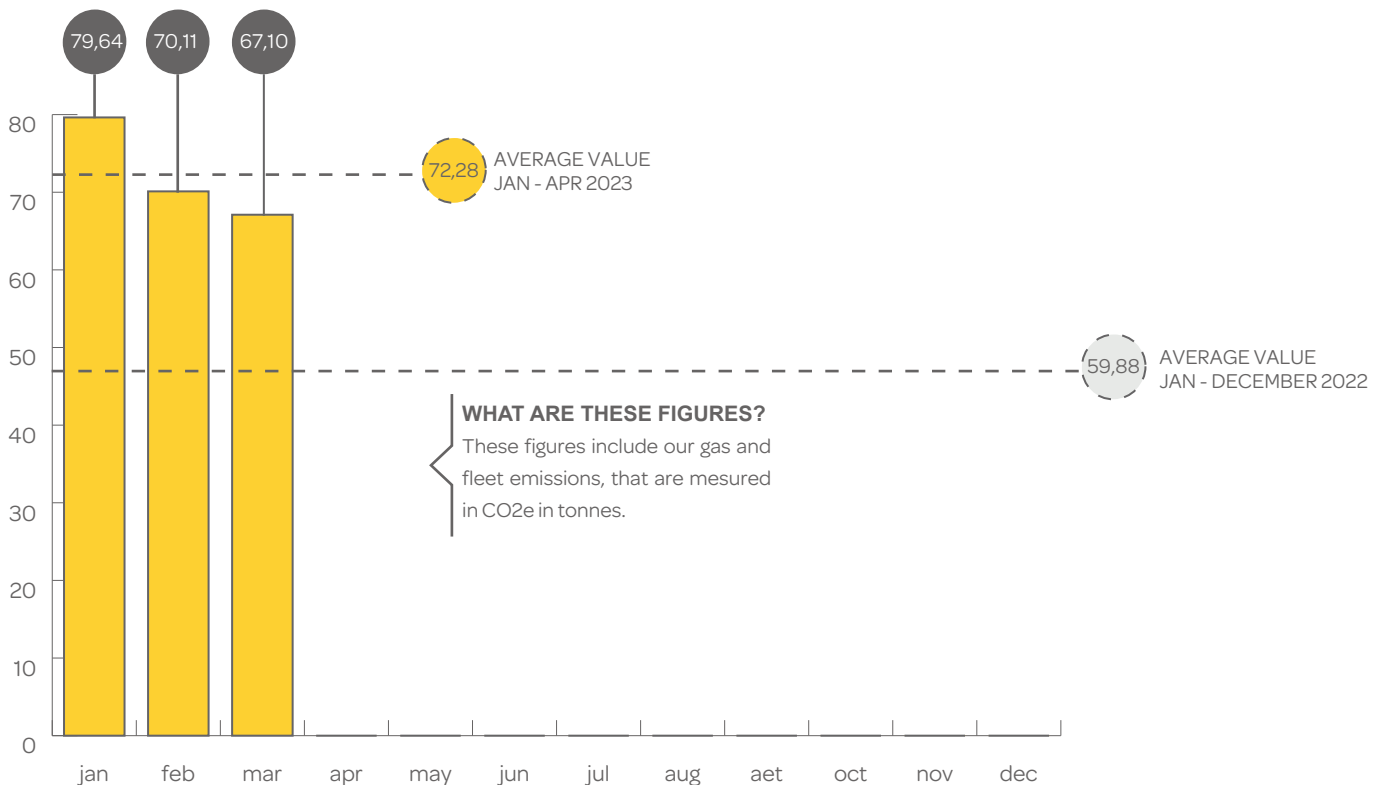 79,64
70,11
67,10
80
70
60
50
40
30
20
10
0
72,28
AVERAGE VALUE
JAN - APR 2023
59,88
AVERAGE VALUE
JAN - DECEMBER 2022
WHAT ARE THESE FIGURES?
These figures include our gas and
fleet emissions, that are mesured
in CO2e in tonnes.
jan
feb
mar
apr
may
jun
jul
aug
aet
oct
nov
dec